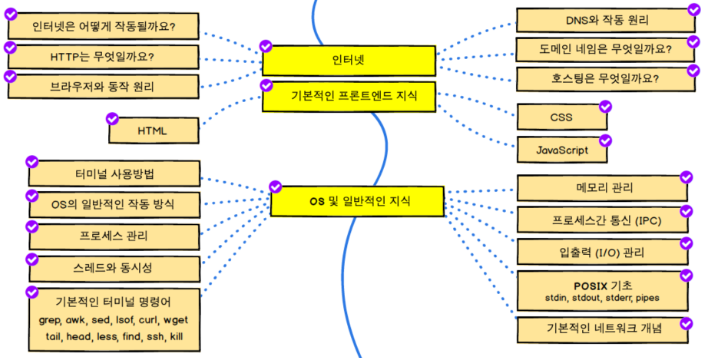 인터넷은 어떻게 작동될까요?
HTTP는 무엇일까요?
브라우저와 동작 원리
인터넷
DNS와 작동 원리
도메인 네임은 무엇일까요?
호스팅은 무엇일까요?
기본적인 프론트엔드 지식
HTML
CSS
JavaScript
OS 및 일반적인 지식
터미널 사용방법
OS의 일반적인 작동 방식
프로세스 관리
스레드와 동시성
기본적인 터미널 명령어
grep, awk, sed, lsof, curl, wget
tail, head, less, find, ssh, kill
메모리 관리
프로세스간 통신 (IPC)
입출력 (I/O) 관리
POSIX 기초
stdin, stdout, stderr, pipes
기본적인 네트워크 개념